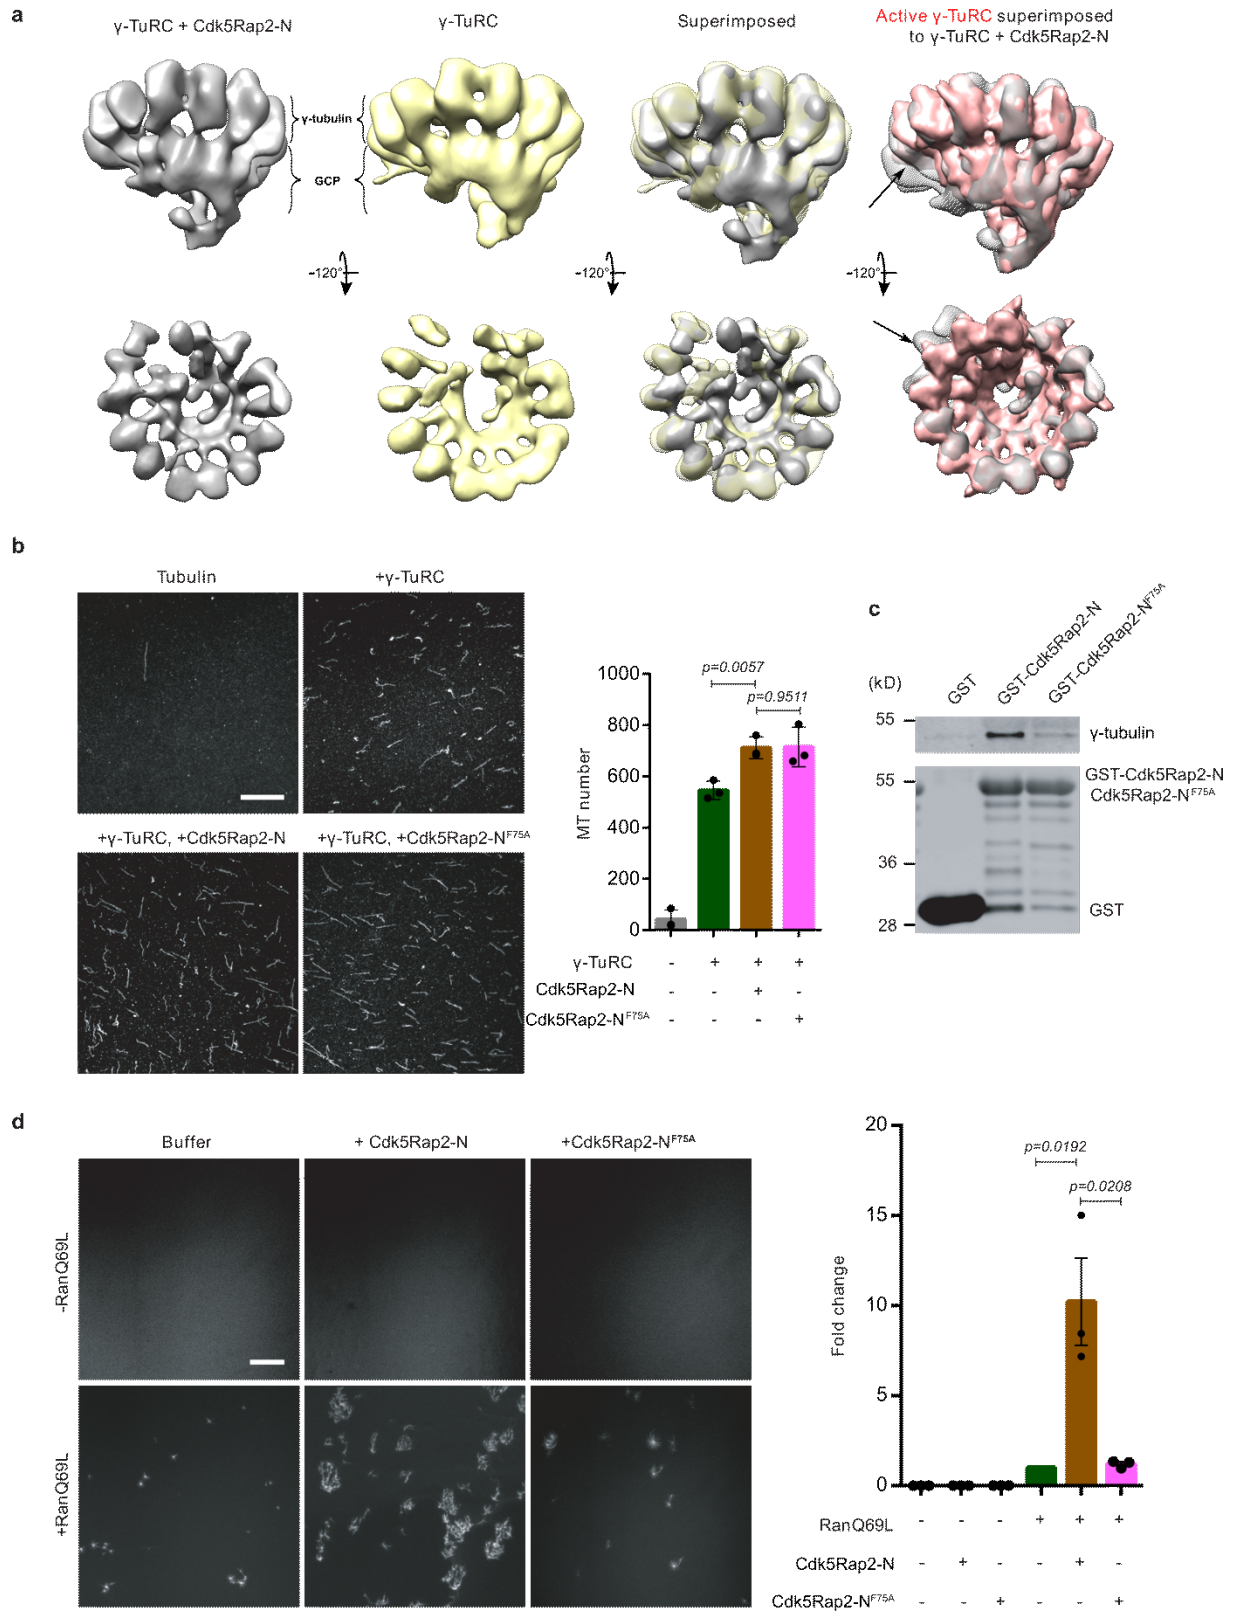 a
γ-TuRC + Cdk5Rap2-N
γ-TuRC
Superimposed
Active γ-TuRC superimposed
to γ-TuRC + Cdk5Rap2-N
γ-tubulin
GCP
~120°
~120°
~120°
b
Tubulin
+γ-TuRC
+γ-TuRC, +Cdk5Rap2-N
+γ-TuRC, +Cdk5Rap2-N^F75A
MT number
1000
800
600
400
200
0
p=0.0057
p=0.9511
γ-TuRC - + + +
Cdk5Rap2-N - - + -
Cdk5Rap2-N^F75A - - - +
c
(kD)
GST
GST-Cdk5Rap2-N
GST-Cdk5Rap2-N^F75A
55
γ-tubulin
55
GST-Cdk5Rap2-N
Cdk5Rap2-N^F75A
36
28
GST
d
Buffer
+ Cdk5Rap2-N
+Cdk5Rap2-N^F75A
-RanQ69L
+RanQ69L
Fold change
20
15
10
5
0
p=0.0192
p=0.0208
RanQ69L - - - + + +
Cdk5Rap2-N - + - - + -
Cdk5Rap2-N^F75A - - + - - +